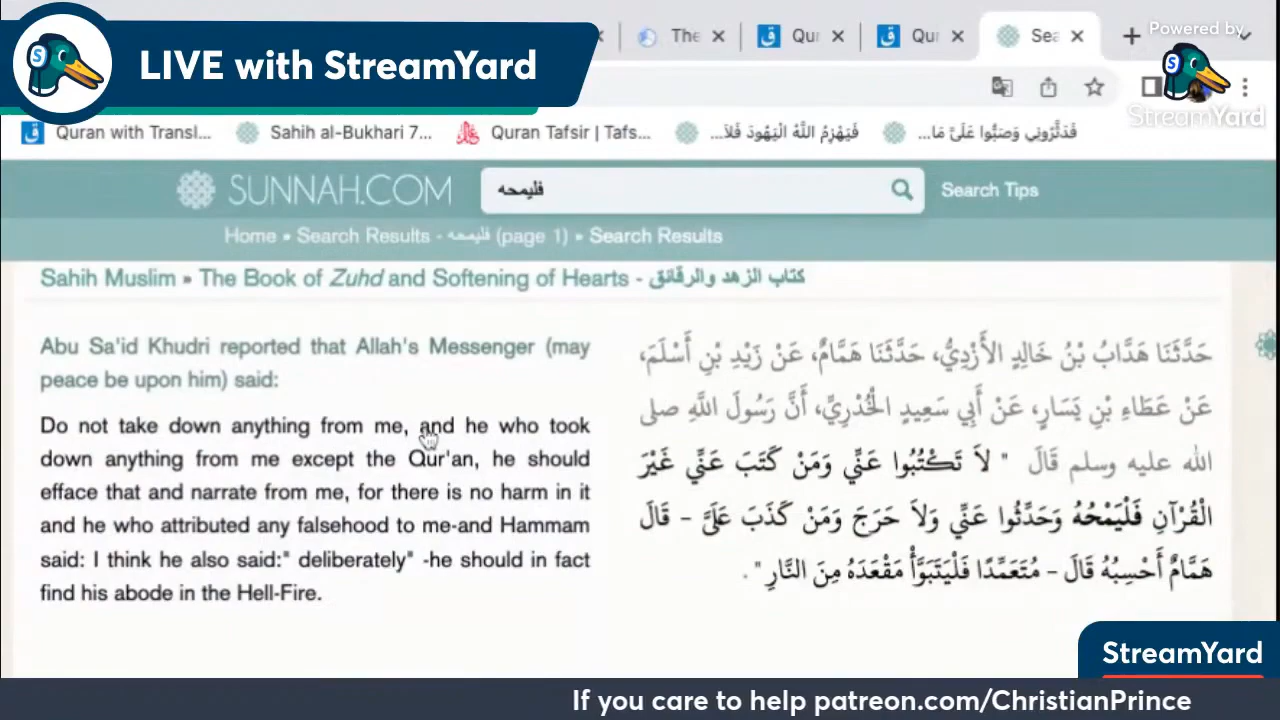 LIVE with StreamYard
The
Qur
Qur
Sea
Powered by
StreamYard
Quran with Transl...
Sahih al-Bukhari 7...
Quran Tafsir | Tafs...
فَيَهْزِمُ اللَّهُ الْيَهُودَ فَلاَ...
فَدَثِّرُونِي وَصَبُّوا عَلَىَّ مَا...
SUNNAH.COM
فليمحه
Search Tips
Home » Search Results - فليمحه (page 1) » Search Results
Sahih Muslim » The Book of Zuhd and Softening of Hearts - كتاب الزهد والرقائق
Abu Sa'id Khudri reported that Allah's Messenger (may
peace be upon him) said:
Do not take down anything from me, and he who took
down anything from me except the Qur'an, he should
efface that and narrate from me, for there is no harm in it
and he who attributed any falsehood to me-and Hammam
said: I think he also said:" deliberately" -he should in fact
find his abode in the Hell-Fire.
حَدَّثَنَا هَدَّابُ بْنُ خَالِدٍ الأَزْدِيُّ، حَدَّثَنَا هَمَّامٌ، عَنْ زَيْدِ بْنِ أَسْلَمَ،
عَنْ عَطَاءِ بْنِ يَسَارٍ، عَنْ أَبِي سَعِيدٍ الْخُدْرِيِّ، أَنَّ رَسُولَ اللَّهِ صلى
الله عليه وسلم قَالَ " لاَ تَكْتُبُوا عَنِّي وَمَنْ كَتَبَ عَنِّي غَيْرَ
الْقُرْآنِ فَلْيَمْحُهُ وَحَدِّثُوا عَنِّي وَلاَ حَرَجَ وَمَنْ كَذَبَ عَلَىَّ - قَالَ
هَمَّامٌ أَحْسِبُهُ قَالَ - مُتَعَمِّدًا فَلْيَتَبَوَّأْ مَقْعَدَهُ مِنَ النَّارِ " .
StreamYard
If you care to help patreon.com/ChristianPrince